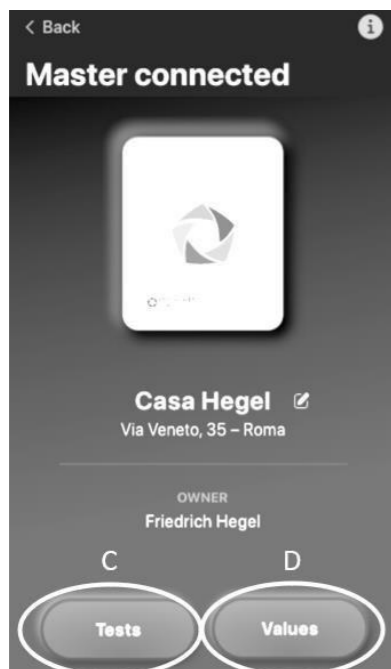 < Back
Master connected
Casa Hegel
Via Veneto, 35 – Roma
OWNER
Friedrich Hegel
C D
Tests Values